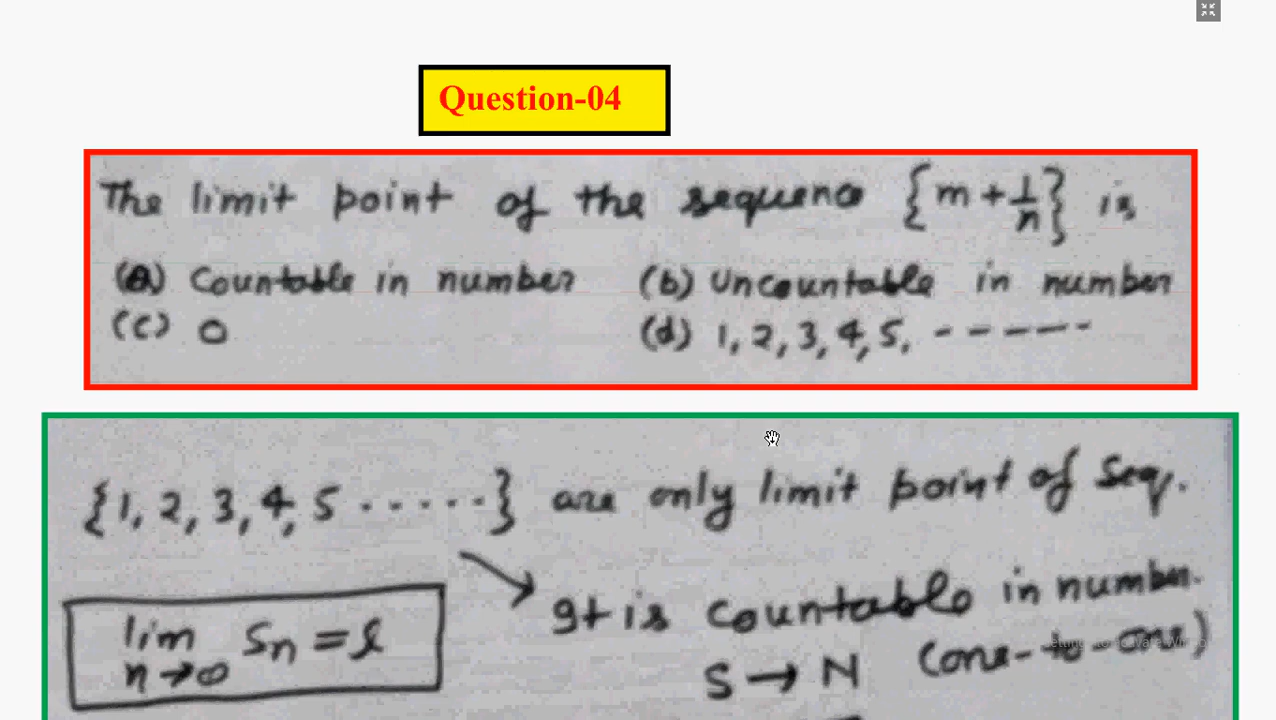 Question-04
The limit point of the sequence {m + 1/n} is
(a) Countable in number (b) Uncountable in number
(c) 0 (d) 1, 2, 3, 4, 5, - - - - - -
{1, 2, 3, 4, 5 ......} are only limit point of Seq.
It is countable in number.
lim n→∞ Sn = l
S → N (one-to-one)